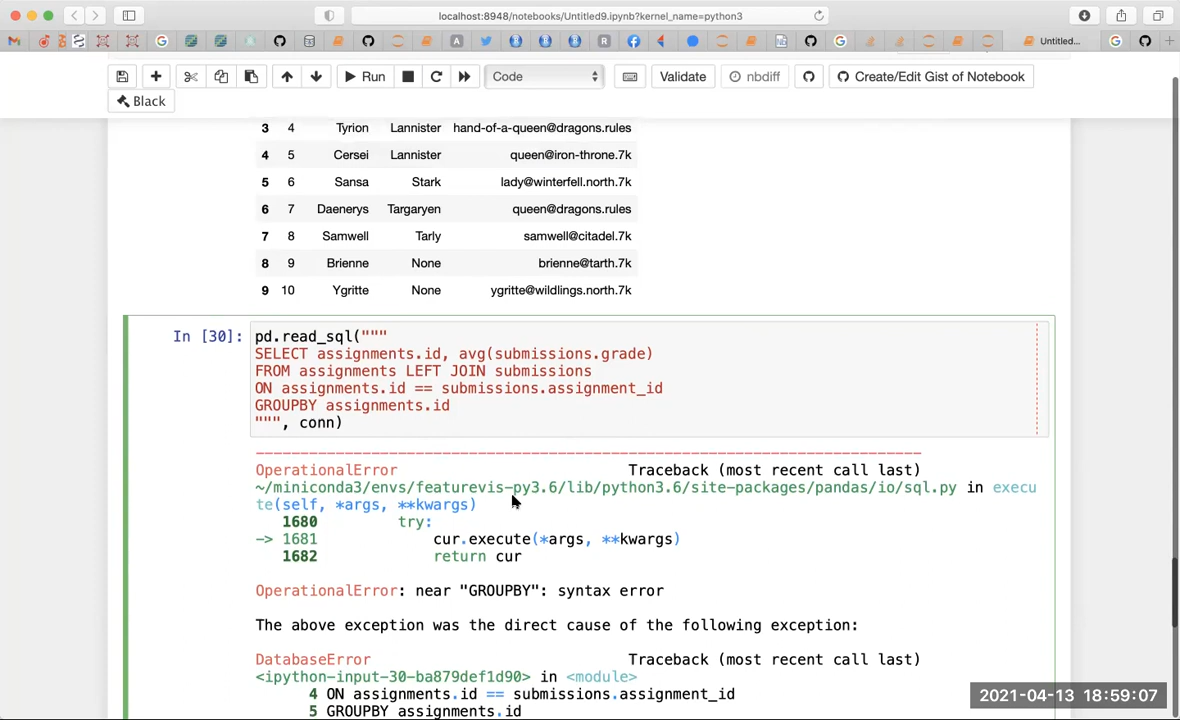 localhost:8948/notebooks/Untitled9.ipynb?kernel_name=python3
Untitled...
Run
Code
Validate
nbdiff
Create/Edit Gist of Notebook
Black
3 4 Tyrion Lannister hand-of-a-queen@dragons.rules
4 5 Cersei Lannister queen@iron-throne.7k
5 6 Sansa Stark lady@winterfell.north.7k
6 7 Daenerys Targaryen queen@dragons.rules
7 8 Samwell Tarly samwell@citadel.7k
8 9 Brienne None brienne@tarth.7k
9 10 Ygritte None ygritte@wildlings.north.7k
In [30]: pd.read_sql("""
SELECT assignments.id, avg(submissions.grade)
FROM assignments LEFT JOIN submissions
ON assignments.id == submissions.assignment_id
GROUPBY assignments.id
""", conn)
---------------------------------------------------------------------------
OperationalError Traceback (most recent call last)
~/miniconda3/envs/featurevis-py3.6/lib/python3.6/site-packages/pandas/io/sql.py in execu
te(self, *args, **kwargs)
1680 try:
-> 1681 cur.execute(*args, **kwargs)
1682 return cur
OperationalError: near "GROUPBY": syntax error
The above exception was the direct cause of the following exception:
DatabaseError Traceback (most recent call last)
<ipython-input-30-ba879def1d90> in <module>
4 ON assignments.id == submissions.assignment_id
5 GROUPBY assignments.id
2021-04-13 18:59:07